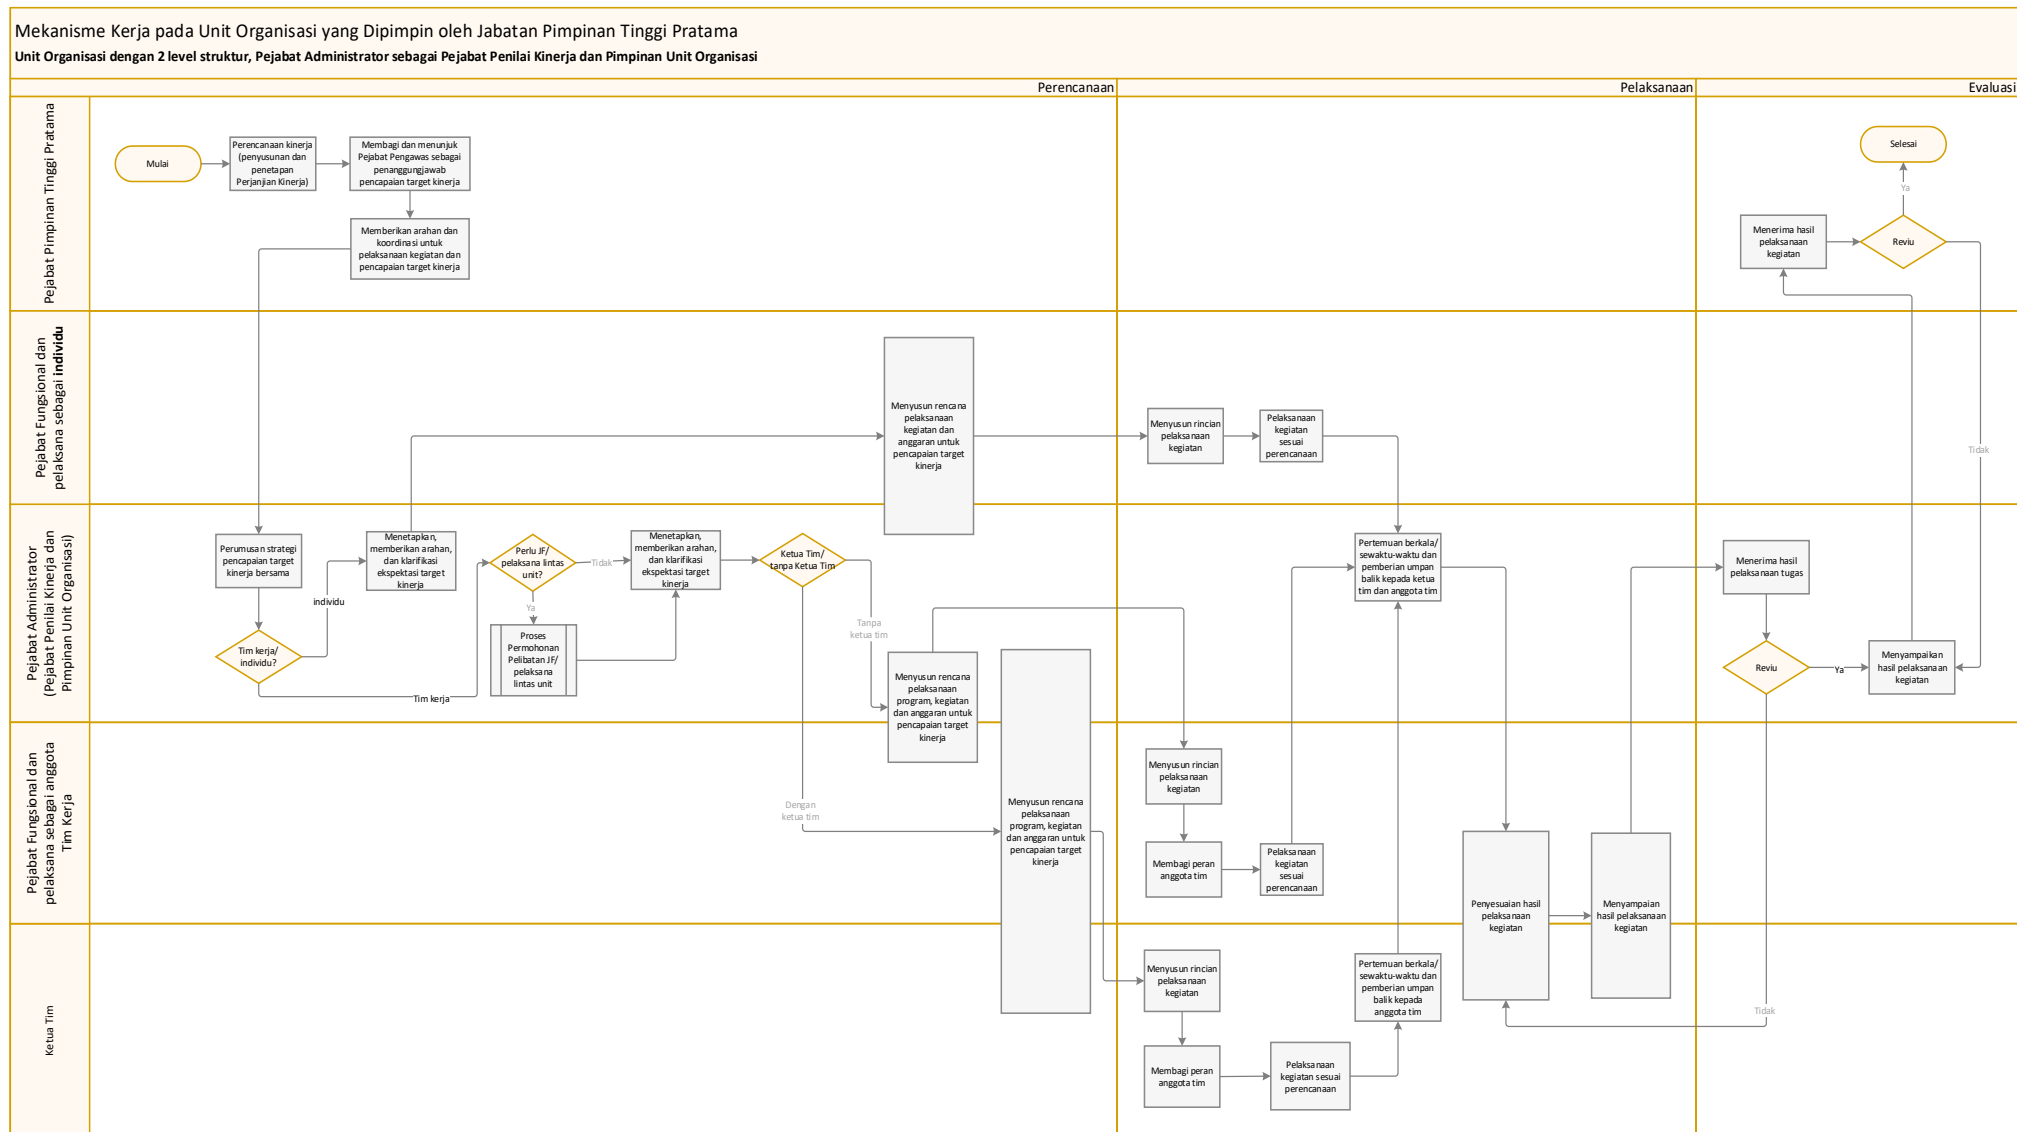 Mekanisme Kerja pada Unit Organisasi yang Dipimpin oleh Jabatan Pimpinan Tinggi Pratama
Unit Organisasi dengan 2 level struktur, Pejabat Administrator sebagai Pejabat Penilai Kinerja dan Pimpinan Unit Organisasi
Perencanaan
Pelaksanaan
Evaluasi
Pejabat Pimpinan Tinggi Pratama
Mulai
Perencanaan kinerja
(penyusunan dan
penetapan
Perjanjian Kinerja)
Membagi dan menunjuk
Pejabat Pengawas sebagai
penanggungjawab
pencapaian target kinerja
Memberikan arahan dan
koordinasi untuk
pelaksanaan kegiatan dan
pencapaian target kinerja
Selesai
Ya
Menerima hasil
pelaksanaan
kegiatan
Reviu
Pejabat Fungsional dan
pelaksana sebagai individu
Menyusun rencana
pelaksanaan
kegiatan dan
anggaran untuk
pencapaian target
kinerja
Menyusun rincian
pelaksanaan
kegiatan
Pelaksanaan
kegiatan
sesuai
perencanaan
Tidak
Pejabat Administrator
(Pejabat Penilai Kinerja dan
Pimpinan Unit Organisasi)
Perumusan strategi
pencapaian target
kinerja bersama
Tim kerja/
individu?
individu
Tim kerja
Menetapkan,
memberikan arahan,
dan klarifikasi
ekspektasi target
kinerja
Perlu JF/
pelaksana lintas
unit?
Tidak
Ya
Proses
Permohonan
Pelibatan JF/
pelaksana
lintas unit
Menetapkan,
memberikan arahan,
dan klarifikasi
ekspektasi target
kinerja
Ketua Tim/
tanpa Ketua Tim
Tanpa
ketua tim
Dengan
ketua tim
Menyusun rencana
pelaksanaan
program, kegiatan
dan anggaran untuk
pencapaian target
kinerja
Pertemuan berkala/
sewaktu-waktu dan
pemberian umpan
balik kepada ketua
tim dan anggota tim
Menerima hasil
pelaksanaan tugas
Reviu
Ya
Menyampaikan
hasil pelaksanaan
kegiatan
Pejabat Fungsional dan
pelaksana sebagai anggota
Tim Kerja
Menyusun rencana
pelaksanaan
program, kegiatan
dan anggaran untuk
pencapaian target
kinerja
Menyusun rincian
pelaksanaan
kegiatan
Membagi peran
anggota tim
Pelaksanaan
kegiatan
sesuai
perencanaan
Penyesuaian hasil
pelaksanaan
kegiatan
Menyampaian
hasil pelaksanaan
kegiatan
Ketua Tim
Menyusun rincian
pelaksanaan
kegiatan
Membagi peran
anggota tim
Pelaksanaan
kegiatan sesuai
perencanaan
Pertemuan berkala/
sewaktu-waktu dan
pemberian umpan
balik kepada
anggota tim
Tidak